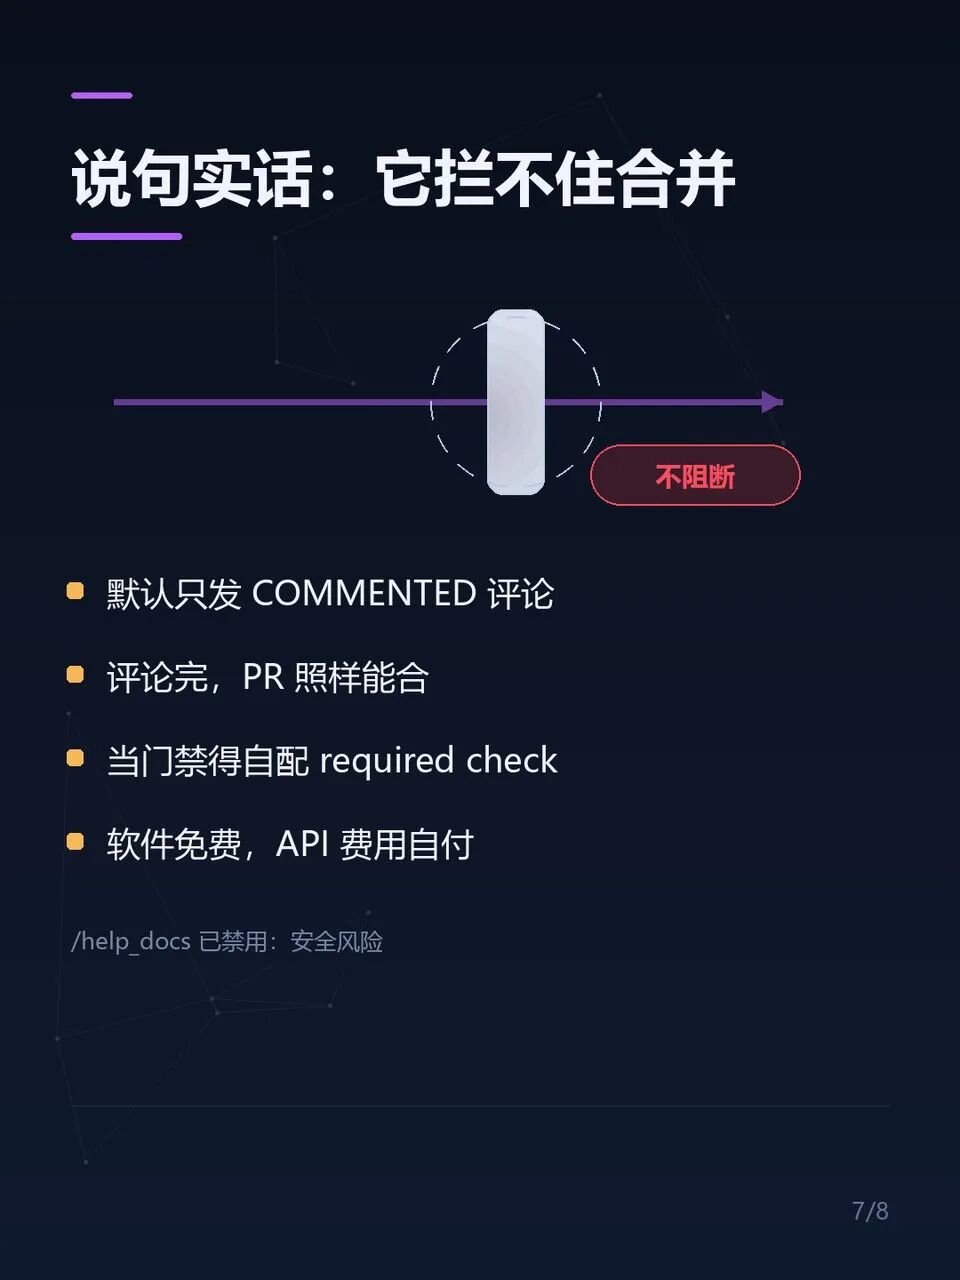 说句实话：它拦不住合并
不阻断
默认只发 COMMENTED 评论
评论完，PR 照样能合
当门禁得自配 required check
软件免费，API 费用自付
/help_docs 已禁用：安全风险
7/8